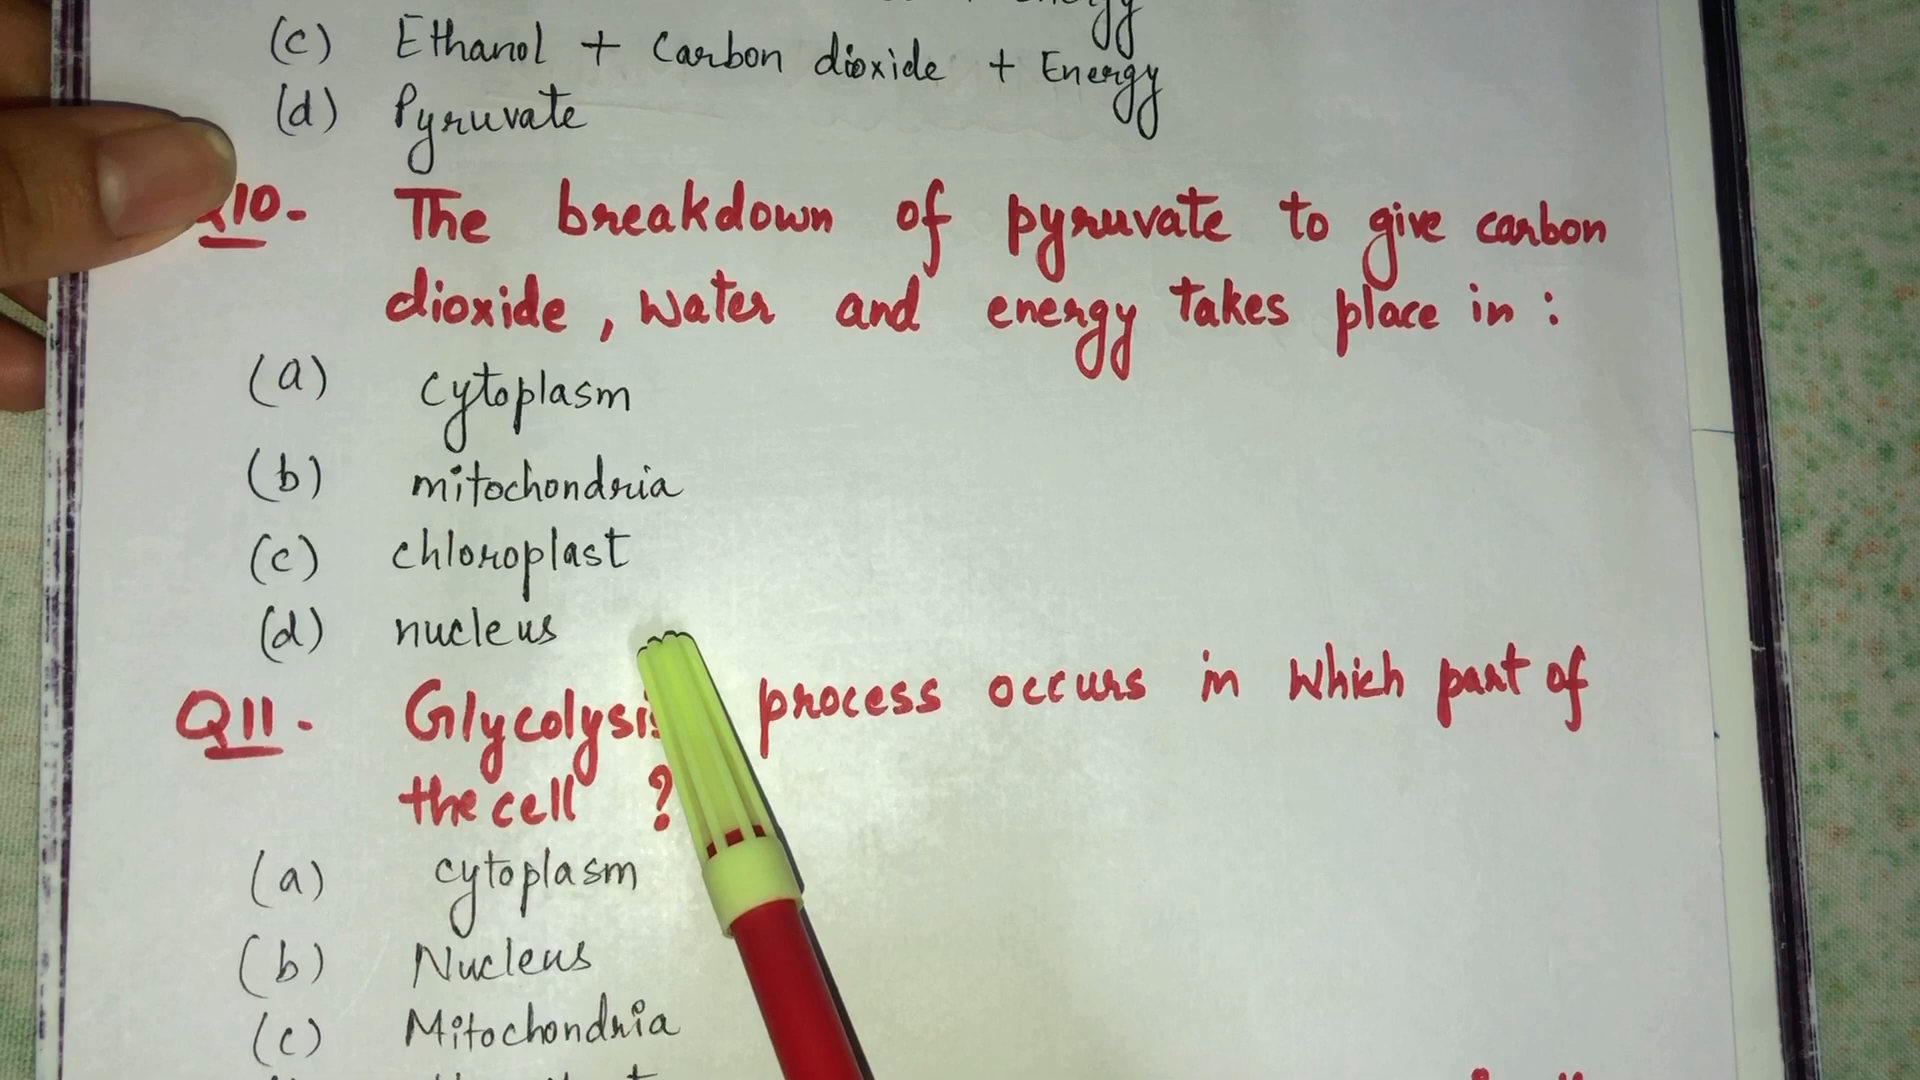 (c) Ethanol + Carbon dioxide + Energy
(d) Pyruvate
Q10. The breakdown of pyruvate to give carbon
dioxide, water and energy takes place in :
(a) cytoplasm
(b) mitochondria
(c) chloroplast
(d) nucleus
Q11. Glycolysis process occurs in which part of
the cell ?
(a) cytoplasm
(b) Nucleus
(c) Mitochondria